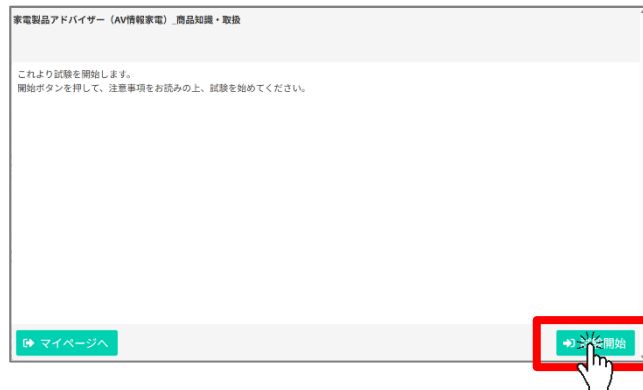 家電製品アドバイザー（AV情報家電）_商品知識・取扱
これより試験を開始します。
開始ボタンを押して、注意事項をお読みの上、試験を始めてください。
マイページへ
開始